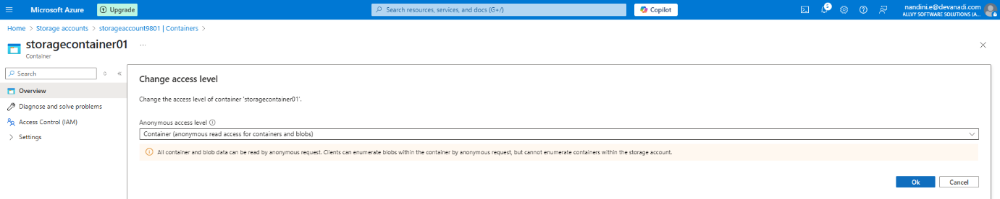 Microsoft Azure
Upgrade
Search resources, services, and docs (G+/)
Copilot
5
nandini.e@devanadi.com
ALLVY SOFTWARE SOLUTIONS (A...
Home > Storage accounts > storageaccount9801 | Containers >
storagecontainer01 ...
Container
Search
Overview
Diagnose and solve problems
Access Control (IAM)
Settings
Change access level
Change the access level of container 'storagecontainer01'.
Anonymous access level
Container (anonymous read access for containers and blobs)
All container and blob data can be read by anonymous request. Clients can enumerate blobs within the container by anonymous request, but cannot enumerate containers within the storage account.
Ok
Cancel